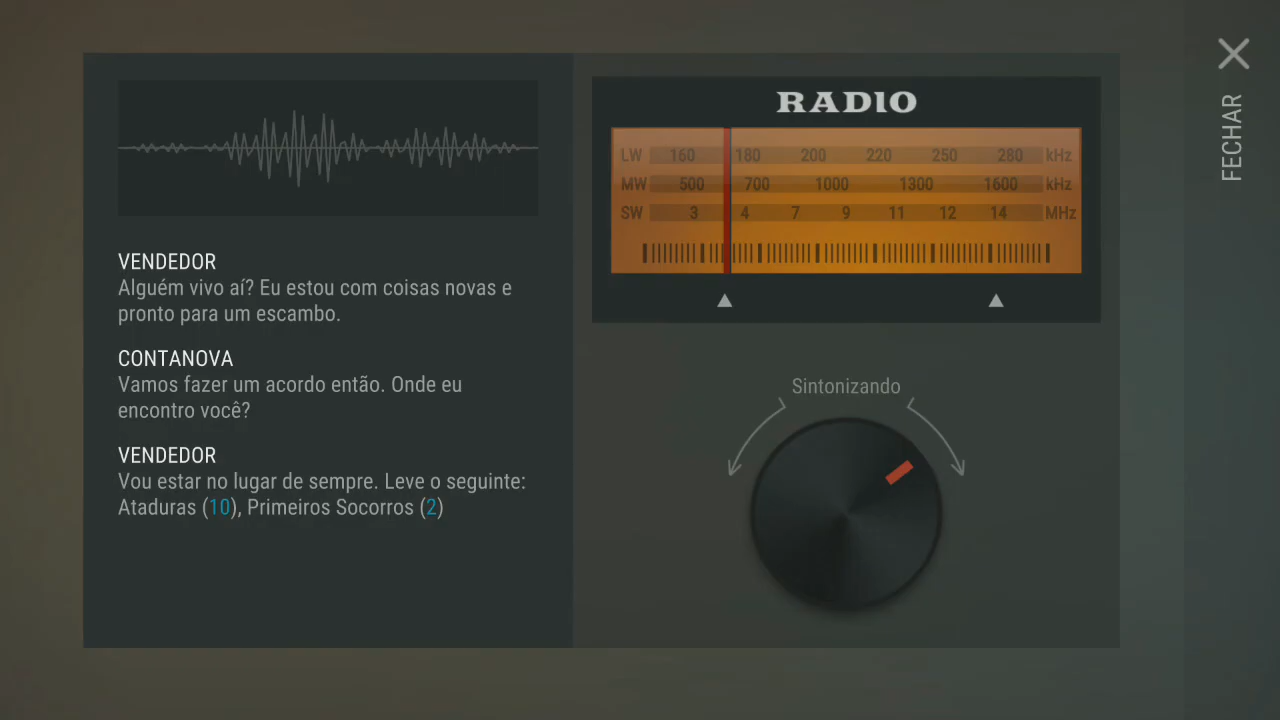 VENDEDOR
Alguém vivo aí? Eu estou com coisas novas e
pronto para um escambo.
CONTANOVA
Vamos fazer um acordo então. Onde eu
encontro você?
VENDEDOR
Vou estar no lugar de sempre. Leve o seguinte:
Ataduras (10), Primeiros Socorros (2)
RADIO
LW 160 180 200 220 250 280 kHz
MW 500 700 1000 1300 1600 kHz
SW 3 4 7 9 11 12 14 MHz
Sintonizando
FECHAR